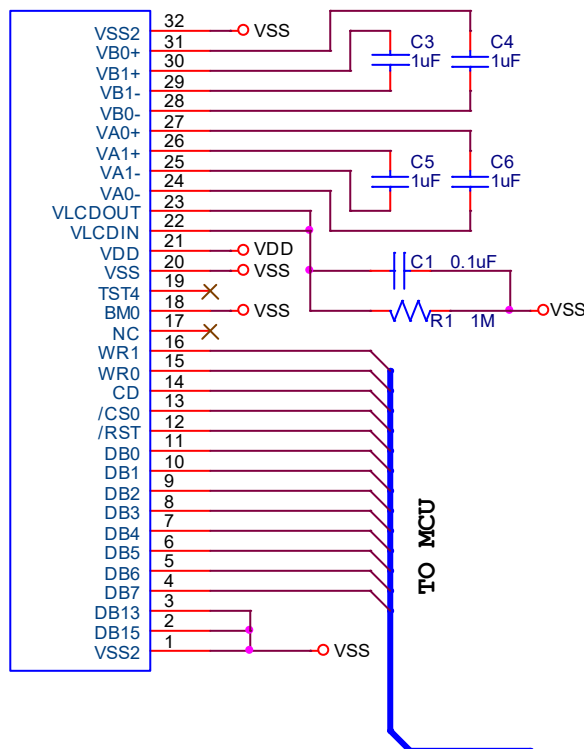 VSS2 32 VSS
VB0+ 31
VB1+ 30
VB1- 29
VB0- 28
VA0+ 27
VA1+ 26
VA1- 25
VA0- 24
VLCDOUT 23
VLCDIN 22
VDD 21 VDD
VSS 20 VSS
TST4 19
BM0 18 VSS
NC 17
WR1 16
WR0 15
CD 14
/CS0 13
/RST 12
DB0 11
DB1 10
DB2 9
DB3 8
DB4 7
DB5 6
DB6 5
DB7 4
DB13 3
DB15 2
VSS2 1 VSS
C3
1uF
C4
1uF
C5
1uF
C6
1uF
C1 0.1uF
R1 1M
VSS
TO MCU